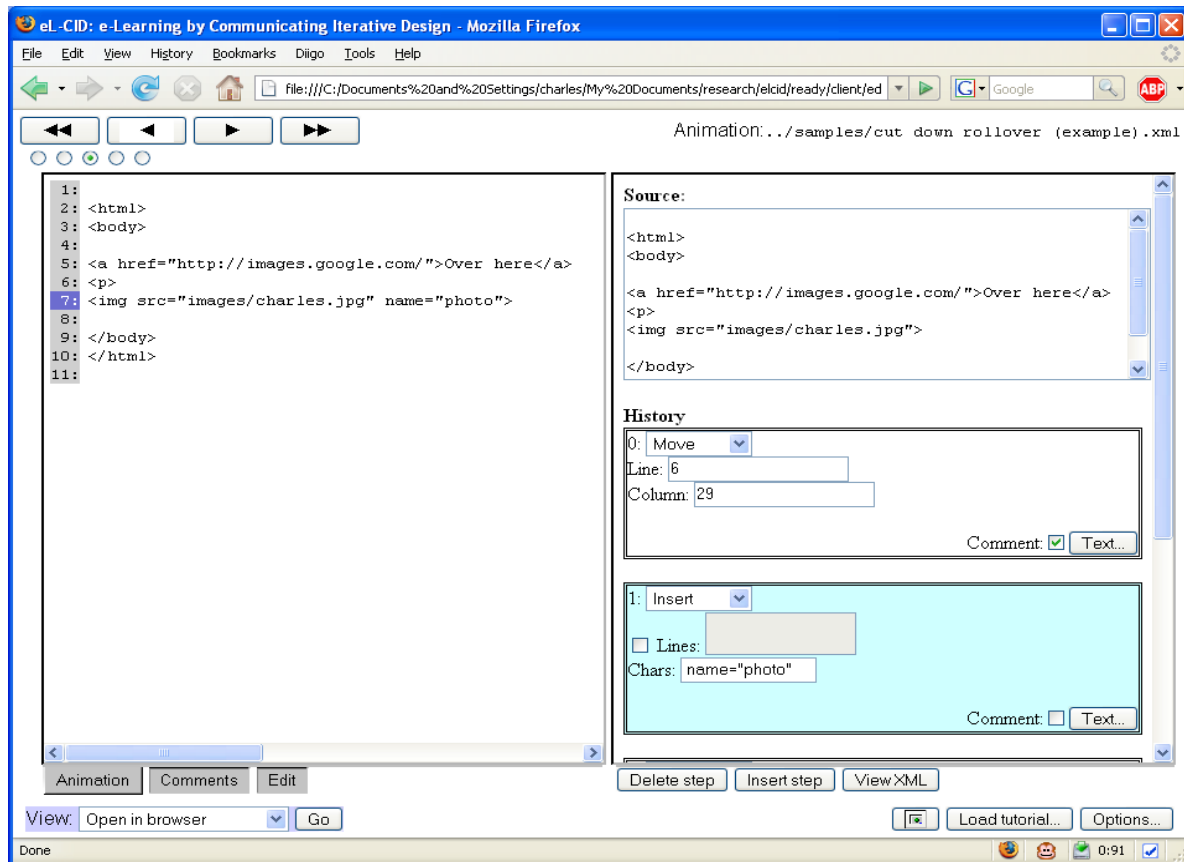 eL-CID: e-Learning by Communicating Iterative Design - Mozilla Firefox
File Edit View History Bookmarks Diigo Tools Help
file:///C:/Documents%20and%20Settings/charles/My%20Documents/research/elcid/ready/client/ed G Google ABP
Animation:../samples/cut down rollover (example).xml
1:
2: <html>
3: <body>
4:
5: <a href="http://images.google.com/">Over here</a>
6: <p>
7: <img src="images/charles.jpg" name="photo">
8:
9: </body>
10: </html>
11:
Source:
<html>
<body>
<a href="http://images.google.com/">Over here</a>
<p>
<img src="images/charles.jpg">
</body>
History
0: Move
Line: 6
Column: 29
Comment: Text...
1: Insert
Lines:
Chars: name="photo"
Comment: Text...
Animation Comments Edit
Delete step Insert step View XML
View: Open in browser Go
Load tutorial... Options...
Done
0:91